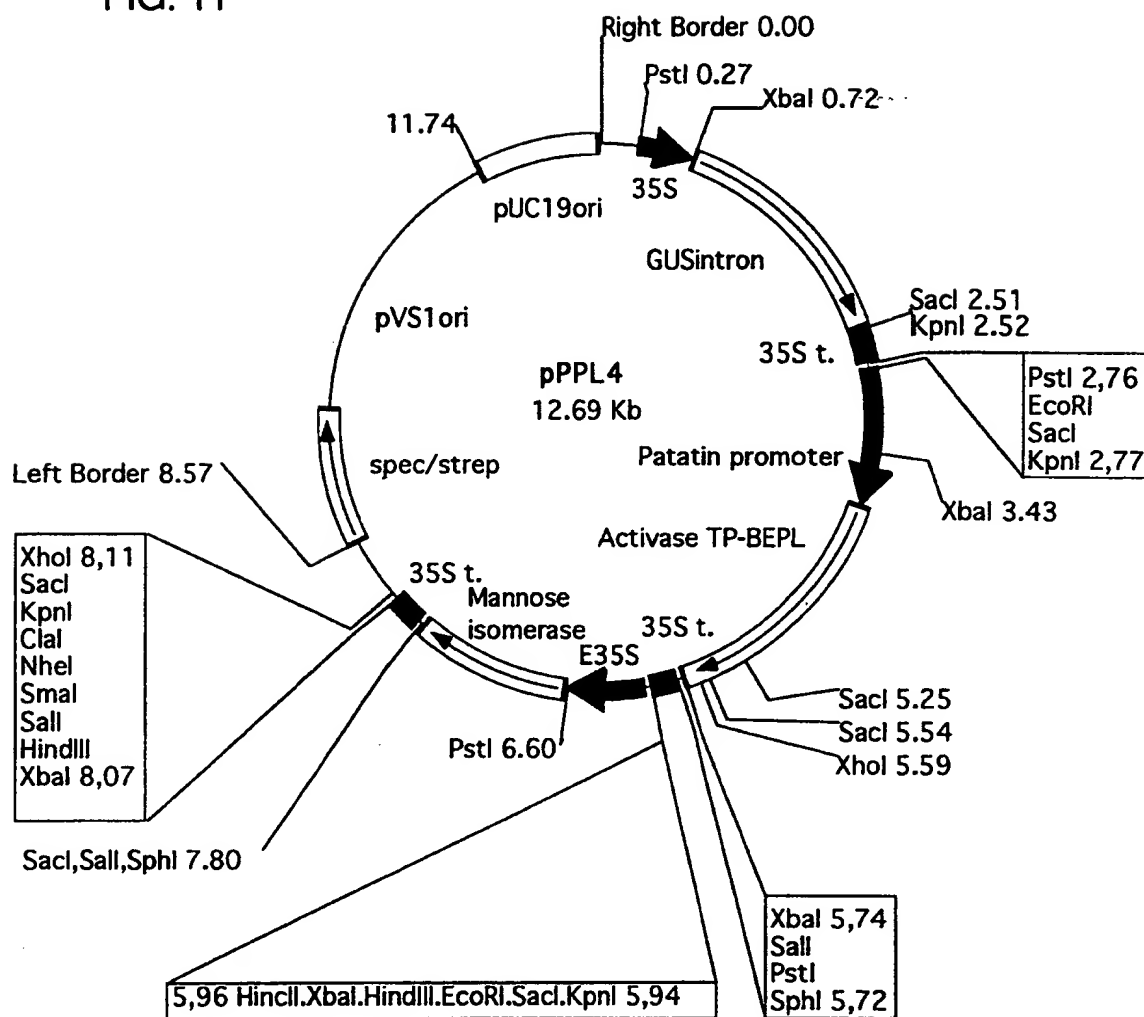 FIG. 11
Right Border 0.00
PstI 0.27
XbaI 0.72
11.74
35S
pUC19ori
GUSintron
pVS1ori
SacI 2.51
KpnI 2.52
35S t.
pPPL4
12.69 Kb
PstI 2,76
EcoRI
SacI
KpnI 2,77
Patatin promoter
XbaI 3.43
Left Border 8.57
spec/strep
Activase TP-BEPL
XhoI 8,11
SacI
KpnI
ClaI
NheI
SmaI
SalI
HindIII
XbaI 8,07
35S t.
Mannose
isomerase
35S t.
E35S
SacI 5.25
SacI 5.54
XhoI 5.59
PstI 6.60
SacI,SalI,SphI 7.80
XbaI 5,74
SalI
PstI
SphI 5,72
5,96 HincII.XbaI.HindIII.EcoRI.SacI.KpnI 5,94